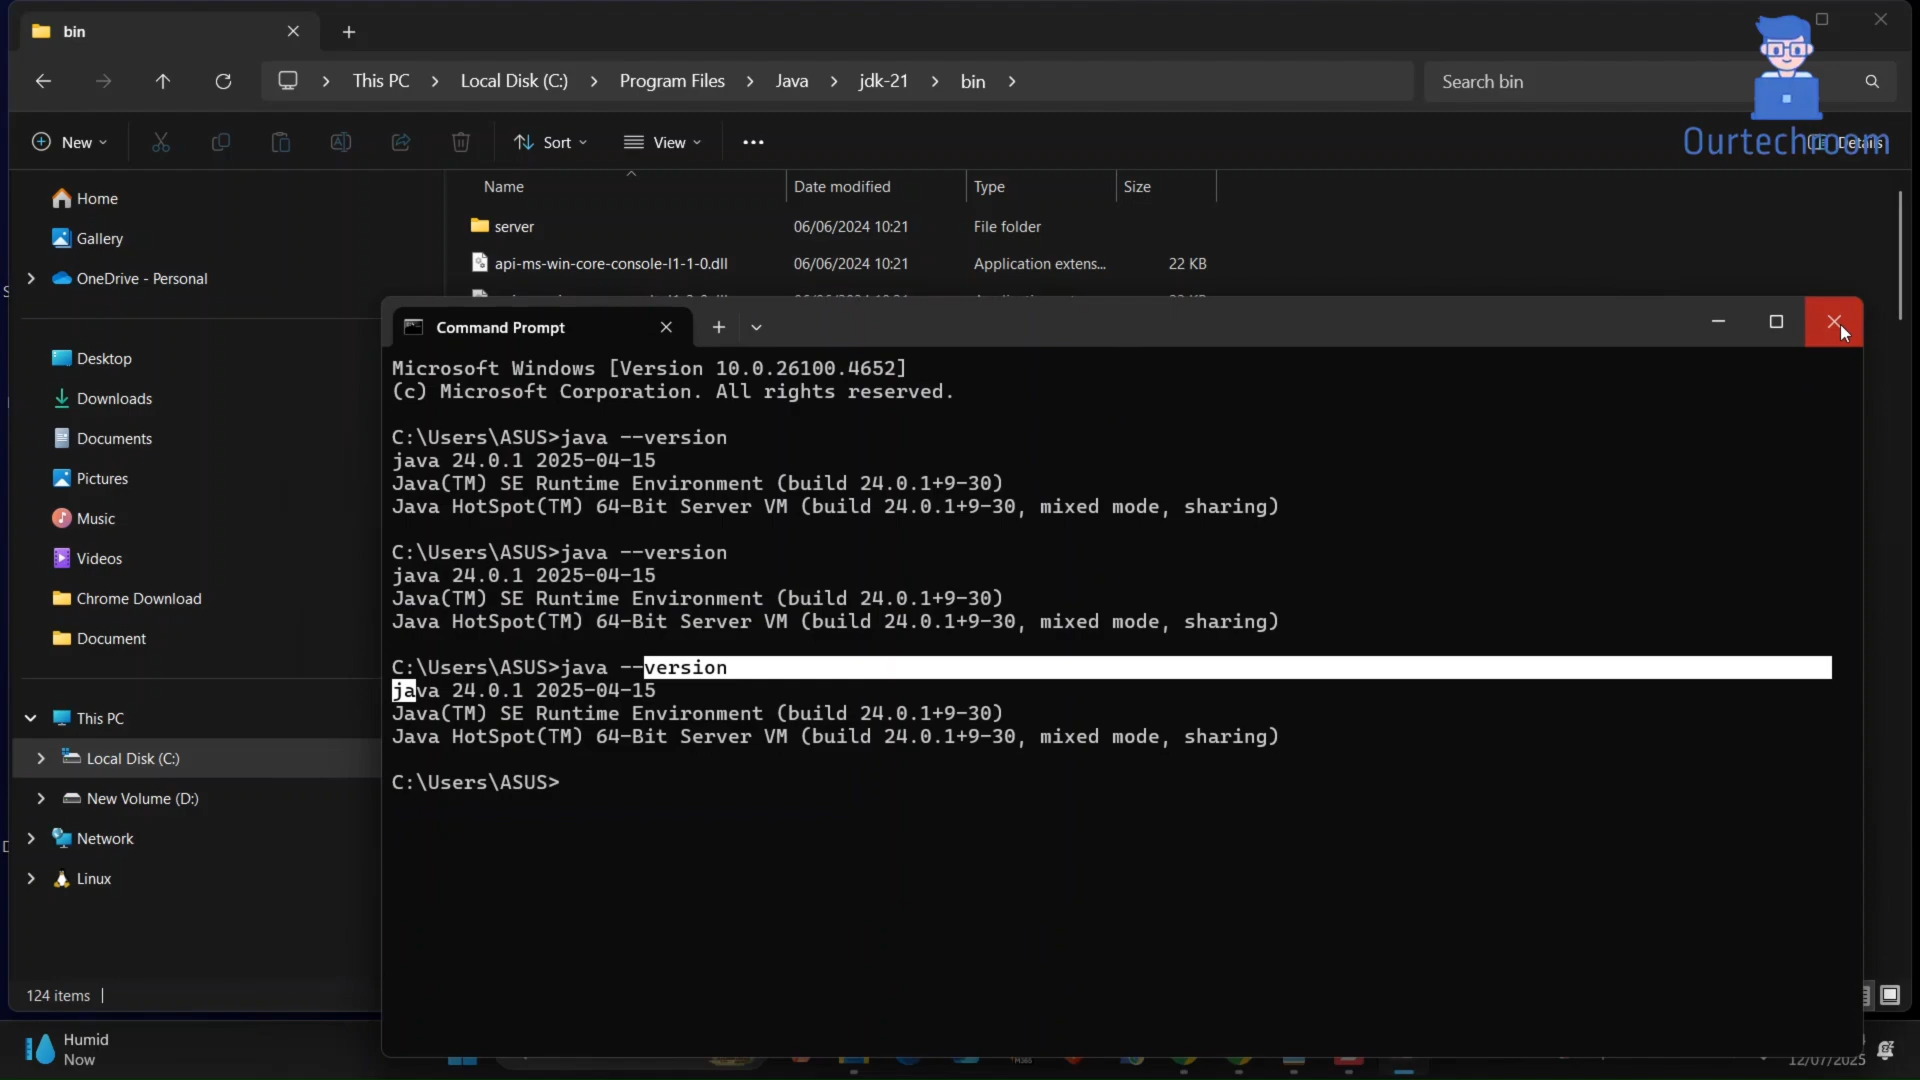 bin
This PC > Local Disk (C:) > Program Files > Java > jdk-21 > bin >
Search bin
New
Sort
View
Ourtechroom
Name
Date modified
Type
Size
Home
server
06/06/2024 10:21
File folder
Gallery
api-ms-win-core-console-l1-1-0.dll
06/06/2024 10:21
Application extens...
22 KB
OneDrive - Personal
Desktop
Downloads
Documents
Pictures
Music
Videos
Chrome Download
Document
This PC
Local Disk (C:)
New Volume (D:)
Network
Linux
124 items
Command Prompt
Microsoft Windows [Version 10.0.26100.4652]
(c) Microsoft Corporation. All rights reserved.
C:\Users\ASUS>java --version
java 24.0.1 2025-04-15
Java(TM) SE Runtime Environment (build 24.0.1+9-30)
Java HotSpot(TM) 64-Bit Server VM (build 24.0.1+9-30, mixed mode, sharing)
C:\Users\ASUS>java --version
java 24.0.1 2025-04-15
Java(TM) SE Runtime Environment (build 24.0.1+9-30)
Java HotSpot(TM) 64-Bit Server VM (build 24.0.1+9-30, mixed mode, sharing)
C:\Users\ASUS>java --version
java 24.0.1 2025-04-15
Java(TM) SE Runtime Environment (build 24.0.1+9-30)
Java HotSpot(TM) 64-Bit Server VM (build 24.0.1+9-30, mixed mode, sharing)
C:\Users\ASUS>
Humid
Now
12/07/2025